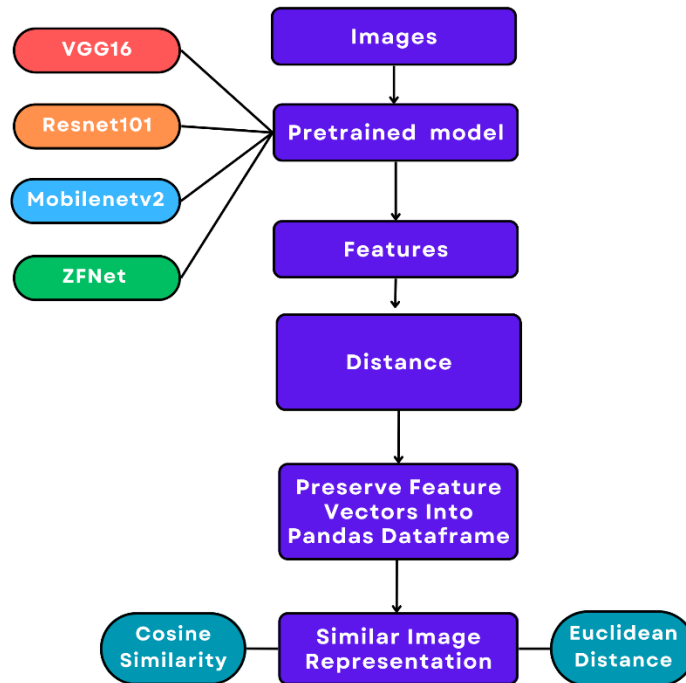 Images
VGG16
Resnet101
Pretrained model
Mobilenetv2
Features
ZFNet
Distance
Preserve Feature
Vectors Into
Pandas Dataframe
Cosine
Similarity
Similar Image
Representation
Euclidean
Distance